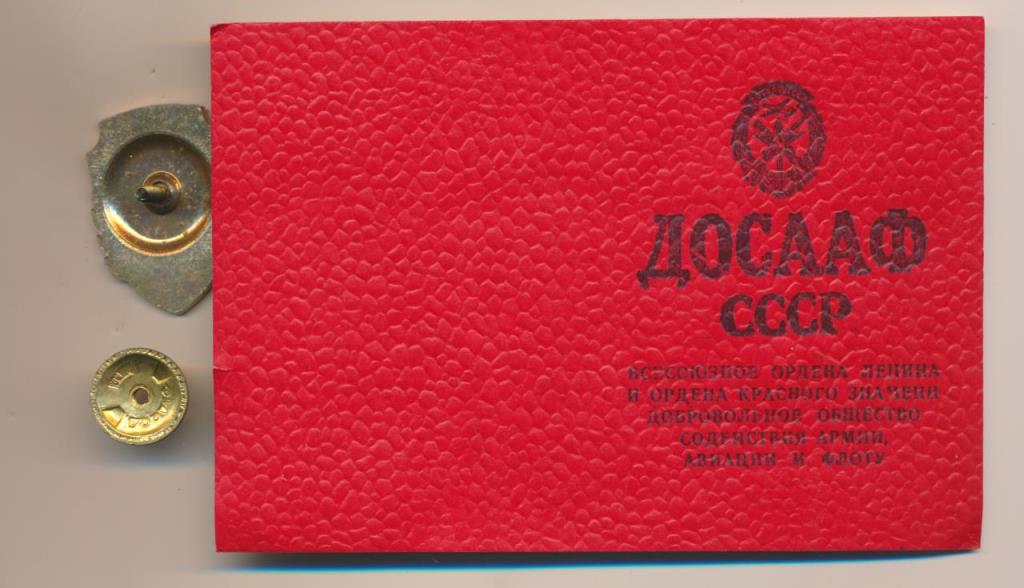 ДОСААФ
СССР
ВСЕСОЮЗНОЕ ОРДЕНА ЛЕНИНА
И ОРДЕНА КРАСНОГО ЗНАМЕНИ
ДОБРОВОЛЬНОЕ ОБЩЕСТВО
СОДЕЙСТВИЯ АРМИИ,
АВИАЦИИ И ФЛОТУ